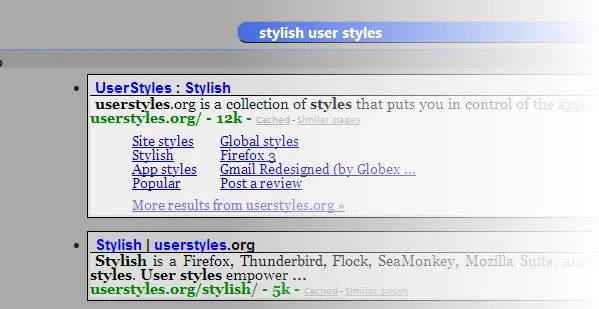 stylish user styles
UserStyles : Stylish
userstyles.org is a collection of styles that puts you in control of the appe
userstyles.org/ - 12k - Cached - Similar pages
Site styles Global styles
Stylish Firefox 3
App styles Gmail Redesigned (by Globex ...
Popular Post a review
More results from userstyles.org »
Stylish | userstyles.org
Stylish is a Firefox, Thunderbird, Flock, SeaMonkey, Mozilla Suite, and
styles. User styles empower ...
userstyles.org/stylish/ - 5k - Cached - Similar pages